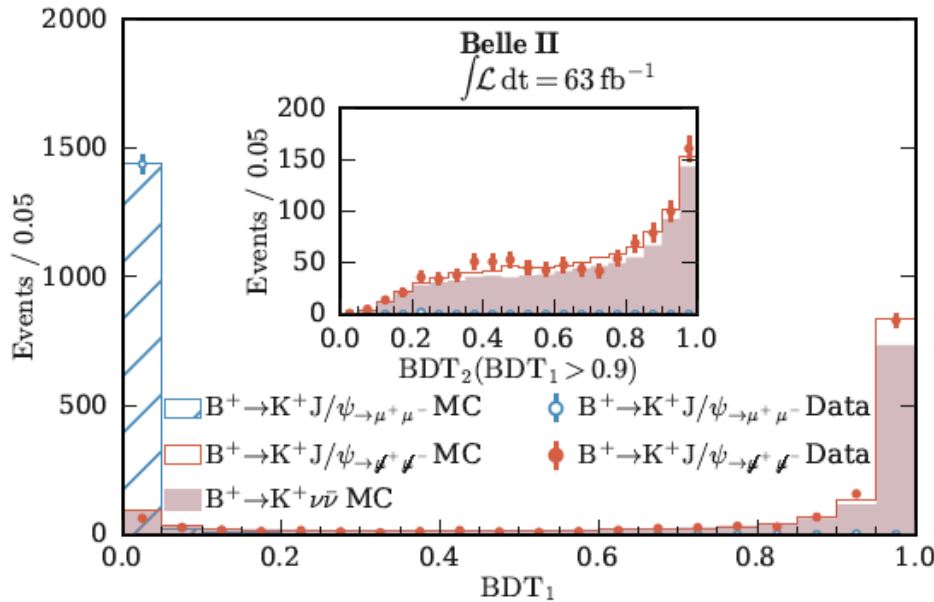 Belle II
∫ℒ dt = 63 fb⁻¹
2000
1500
1000
500
0
Events / 0.05
200
150
100
50
0
Events / 0.05
0.0 0.2 0.4 0.6 0.8 1.0
BDT₂(BDT₁ > 0.9)
B⁺→K⁺J/ψ→μ⁺μ⁻ MC
B⁺→K⁺J/ψ→μ̸⁺μ̸⁻ MC
B⁺→K⁺νν̄ MC
B⁺→K⁺J/ψ→μ⁺μ⁻ Data
B⁺→K⁺J/ψ→μ̸⁺μ̸⁻ Data
0.0 0.2 0.4 0.6 0.8 1.0
BDT₁